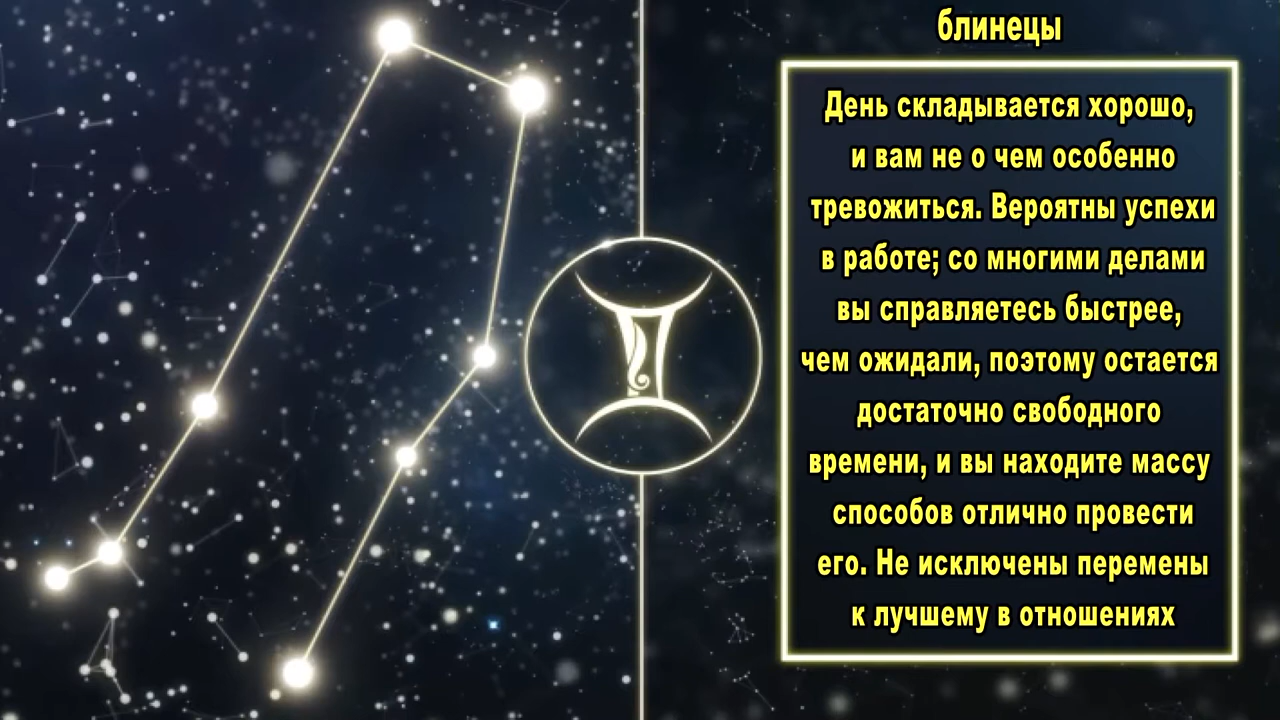 блинецы
День складывается хорошо,
и вам не о чем особенно
тревожиться. Вероятны успехи
в работе; со многими делами
вы справляетесь быстрее,
чем ожидали, поэтому остается
достаточно свободного
времени, и вы находите массу
способов отлично провести
его. Не исключены перемены
к лучшему в отношениях